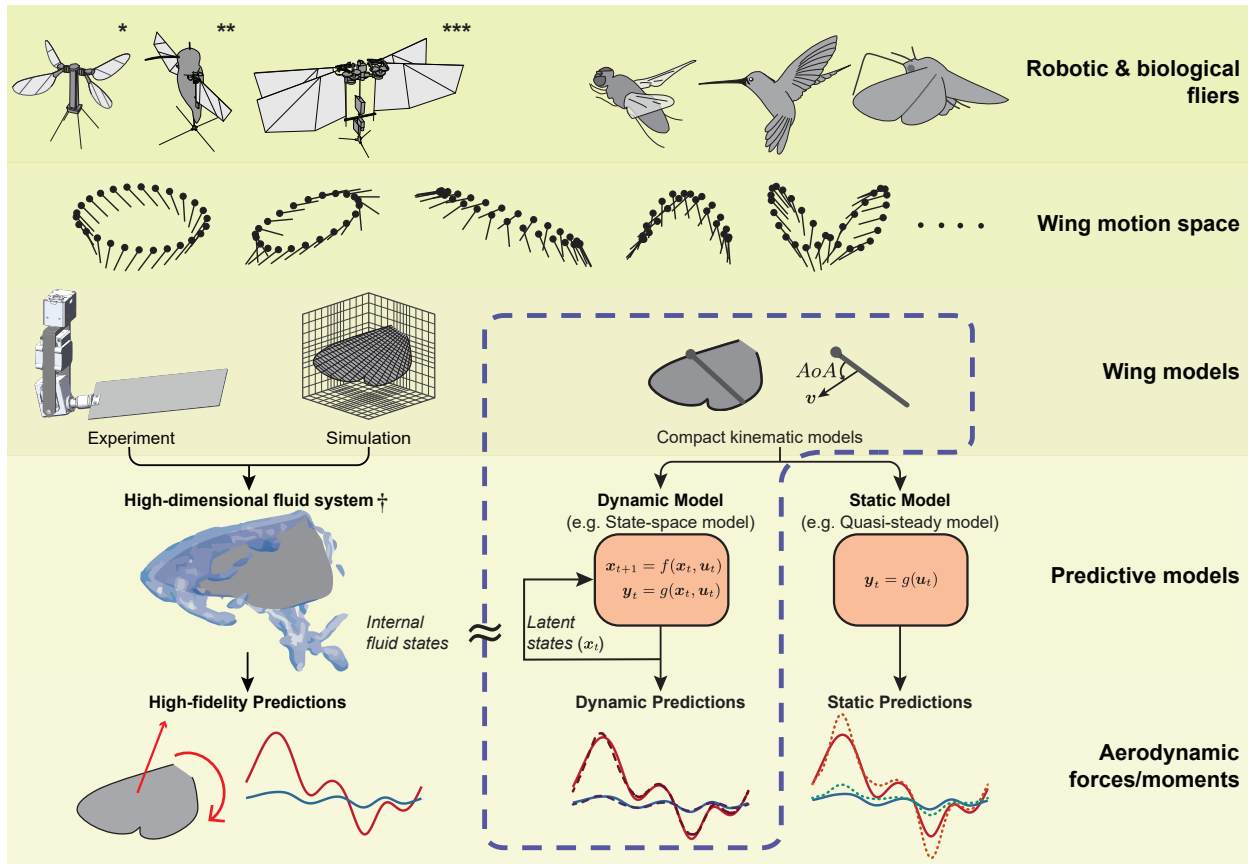 *
**
***
Robotic & biological
fliers
Wing motion space
AoA
v
Wing models
Experiment
Simulation
Compact kinematic models
High-dimensional fluid system †
Dynamic Model
(e.g. State-space model)
Static Model
(e.g. Quasi-steady model)
x_{t+1} = f(x_t, u_t)
y_t = g(x_t, u_t)
y_t = g(u_t)
Predictive models
Internal
fluid states
≈
Latent
states (x_t)
High-fidelity Predictions
Dynamic Predictions
Static Predictions
Aerodynamic
forces/moments